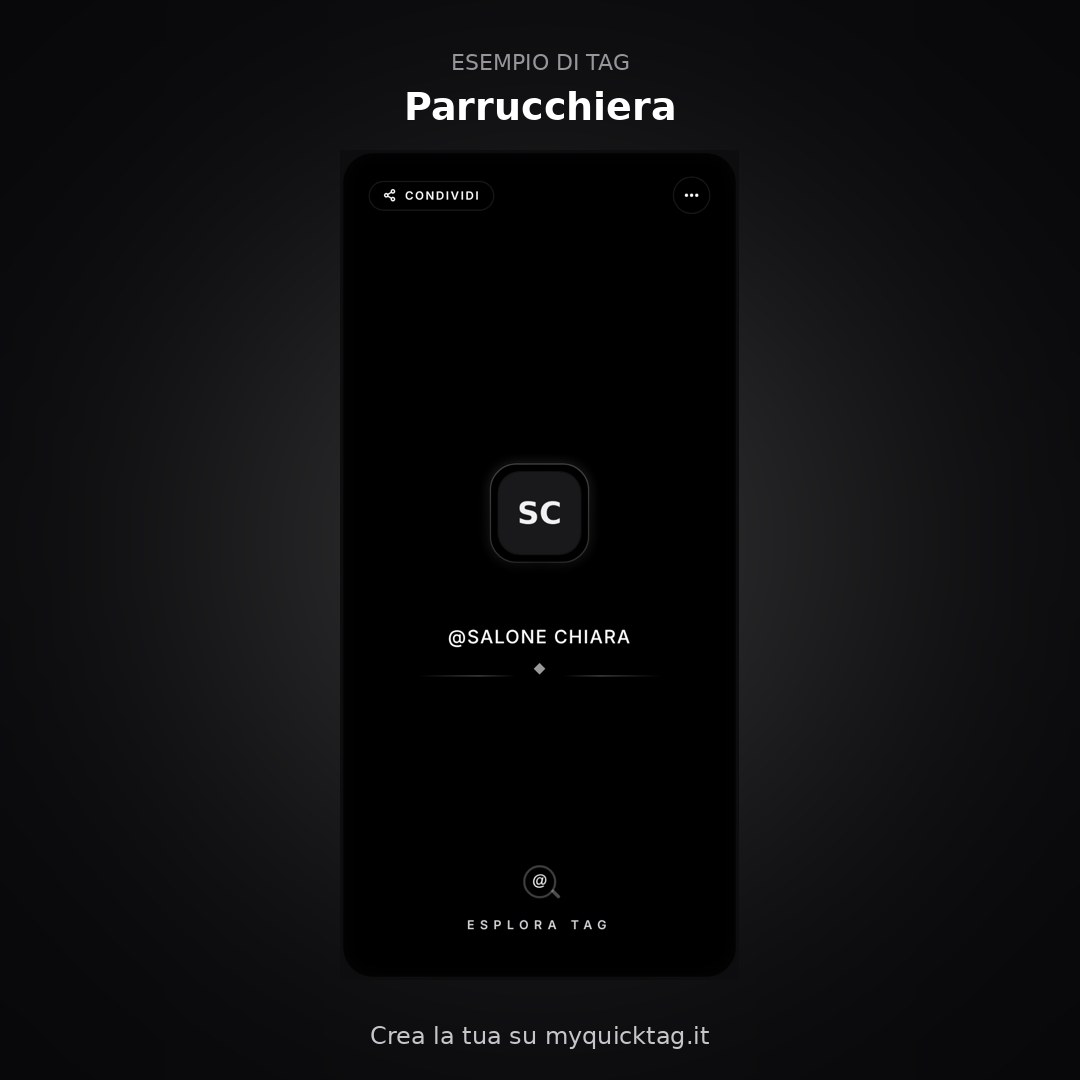 ESEMPIO DI TAG
Parrucchiera
CONDIVIDI
SC
@SALONE CHIARA
@
ESPLORA TAG
Crea la tua su myquicktag.it